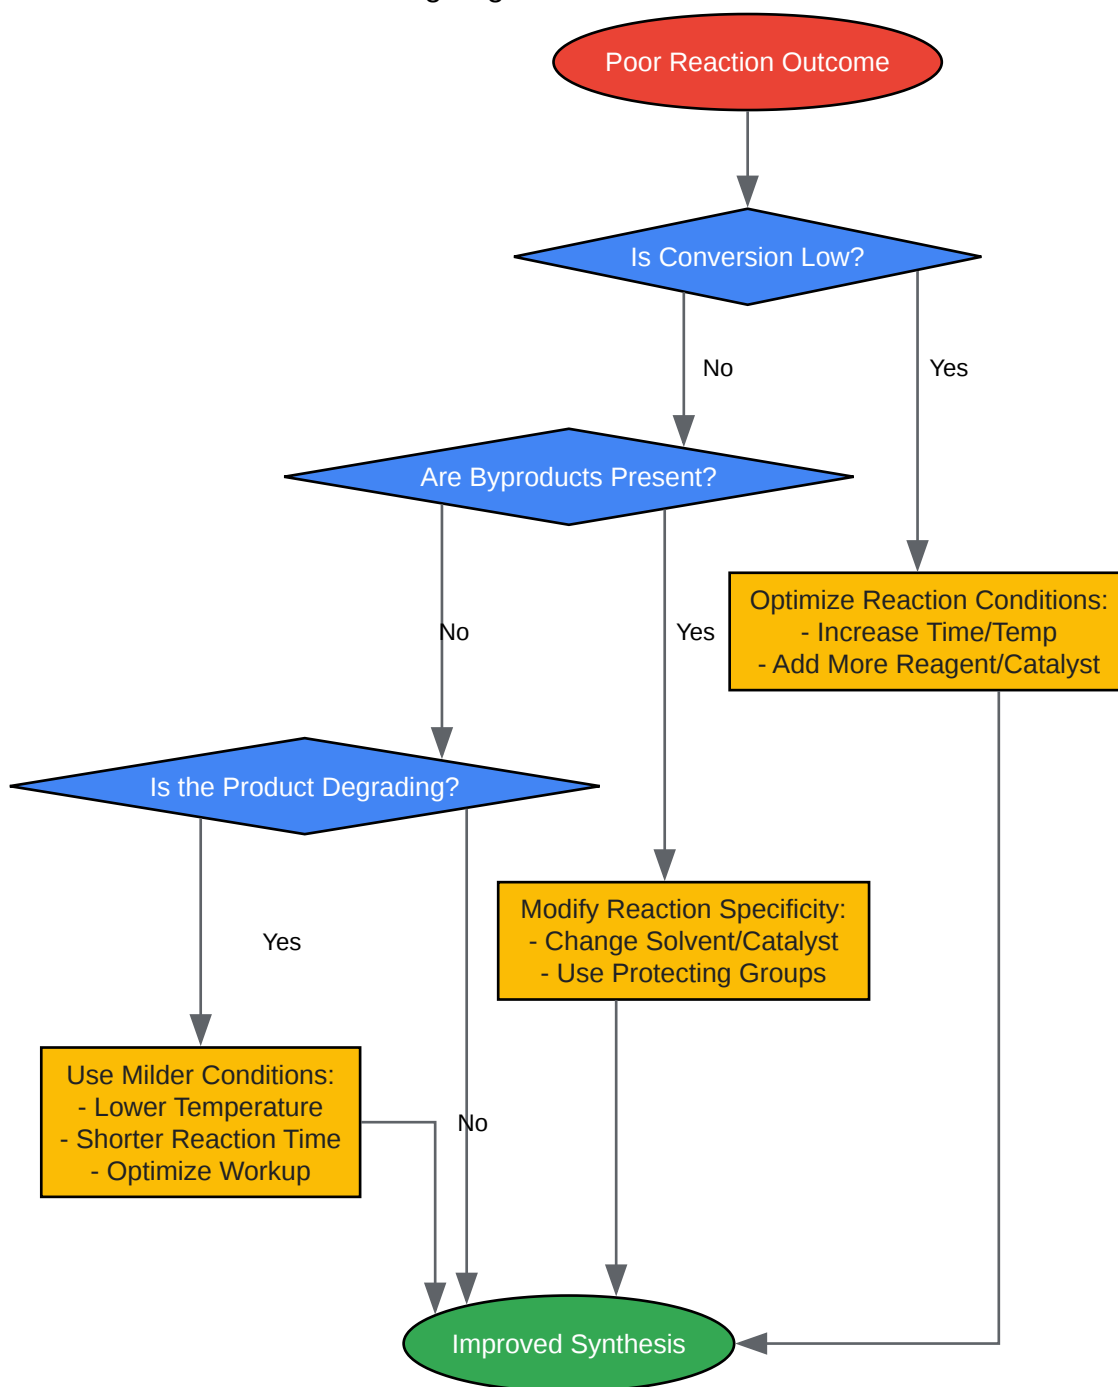 Poor Reaction Outcome
Is Conversion Low?
No
Yes
Are Byproducts Present?
Optimize Reaction Conditions:
- Increase Time/Temp
- Add More Reagent/Catalyst
No
Yes
Is the Product Degrading?
Modify Reaction Specificity:
- Change Solvent/Catalyst
- Use Protecting Groups
Yes
Use Milder Conditions:
- Lower Temperature
- Shorter Reaction Time
- Optimize Workup
No
Improved Synthesis